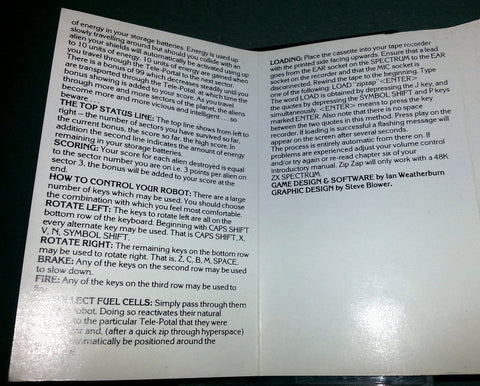 of energy in your storage batteries. Energy is used up
slowly travelling around but should you collide with an
alien your shields will automatically be activated using up
to 10 units of energy. 10 units of energy are gained when
you travel through the Tele-Portal to the next sector.
There is a bonus of 99 which decreases steadily until you
are transported through the Tele-Potal, at which time the
bonus showing is added to your score. As you travel
through more and more sectors of the planet, the aliens
become more and more vicious and intelligent . . . so
beware . . .
THE TOP STATUS LINE: The top line shows from left to
right – the number of sectors you have survived so far,
the current bonus, the score so far, the high score. In
addition the second line indicates the amount of energy
remaining in your storage batteries.
SCORING: Your score for each alien destroyed is equal
to the sector number you are on i.e. 3 points per alien on
sector 3. the bonus will be added to your score at the
end.
HOW TO CONTROL YOUR ROBOT: There are a large
number of keys which may be used. You should choose
the combination with which you feel most comfortable.
ROTATE LEFT: The keys to rotate left are all on the
bottom row of the keyboard. Beginning with CAPS SHIFT
every alternate key may be used. That is CAPS SHIFT, X,
V, N, SYMBOL SHIFT.
ROTATE RIGHT: The remaining keys on the bottom row
may be used to rotate right. That is, Z, C, B, M, SPACE.
BRAKE: Any of the keys on the second row may be used
to slow down.
FIRE: Any of the keys on the third row may be used to
LECT FUEL CELLS: Simply pass through them
robot. Doing so reactivates their natural
to the particular Tele-Potal that they were
and, (after a quick zip through hyperspace)
matically be positioned around the
LOADING: Place the cassette into your tape recorder
with the printed side facing upwards. Ensure that a lead
goes from the EAR socket on the SPECTRUM to the EAR
socket on the recorder and that the MIC socket is
disconnected. Rewind the tape to the beginning. Type
one of the following: LOAD "zipzap" <ENTER>
The word LOAD is obtained by depressing the J key, and
the quotes by depressing the SYMBOL SHIFT and P keys
simultaneously. <ENTER> means to press the key
marked ENTER. Also note that there is no space
between the two quotes in this method. Press play on the
recorder. If loading is successful a flashing message will
appear on the screen after several seconds.
The process is entirely automatic from there on. If
problems are experienced adjust your volume control
and/or try again or re-read chapter six of your
introductory manual. Zip Zap will only work with a 48K
ZX SPECTRUM.
GAME DESIGN & SOFTWARE by Ian Weatherburn
GRAPHIC DESIGN by Steve Blower.